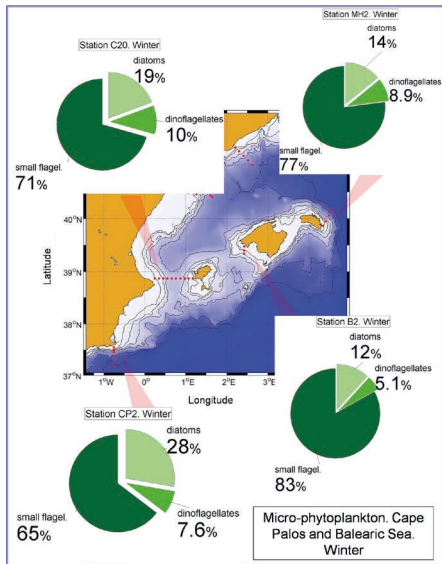 Station C20. Winter
diatoms
19%
dinoflagellates
10%
small flagel.
71%
Station MH2. Winter
diatoms
14%
dinoflagellates
8.9%
small flagel.
77%
40°N
39°N
38°N
37°N
Latitude
1°W
0°
1°E
2°E
3°E
Longitude
Station B2. Winter
diatoms
12%
dinoflagellates
5.1%
small flagel.
83%
Station CP2. Winter
diatoms
28%
dinoflagellates
7.6%
small flagel.
65%
Micro-phytoplankton. Cape
Palos and Balearic Sea.
Winter